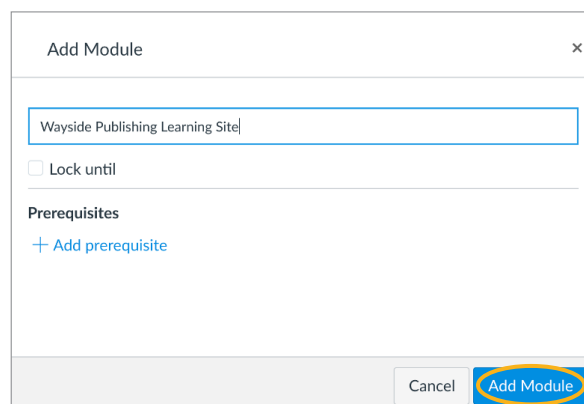 Add Module ×
Wayside Publishing Learning Site
Lock until
Prerequisites
+ Add prerequisite
Cancel Add Module